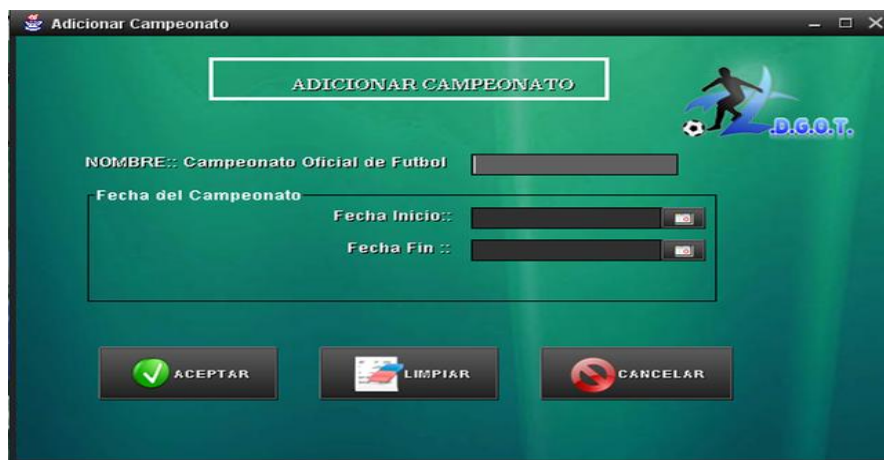 Adicionar Campeonato
ADICIONAR CAMPEONATO
D.G.O.T.
NOMBRE:: Campeonato Oficial de Futbol
Fecha del Campeonato
Fecha Inicio::
Fecha Fin ::
ACEPTAR
LIMPIAR
CANCELAR